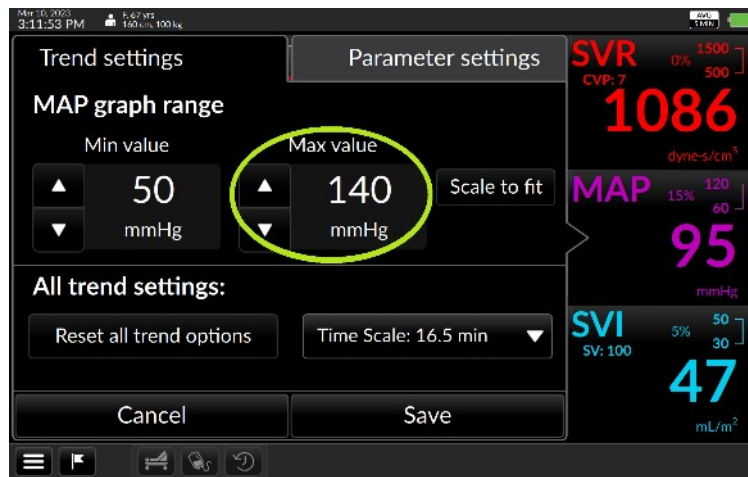 Mar 10, 2023
3:11:53 PM
F, 67 yrs
160 cm, 100 kg
AVG
5 MIN
Trend settings
Parameter settings
MAP graph range
Min value
Max value
50
mmHg
140
mmHg
Scale to fit
All trend settings:
Reset all trend options
Time Scale: 16.5 min
Cancel
Save
SVR
CVP: 7
0%
1500
500
1086
dyne-s/cm⁵
MAP
15%
120
60
95
mmHg
SVI
SV: 100
5%
50
30
47
mL/m²